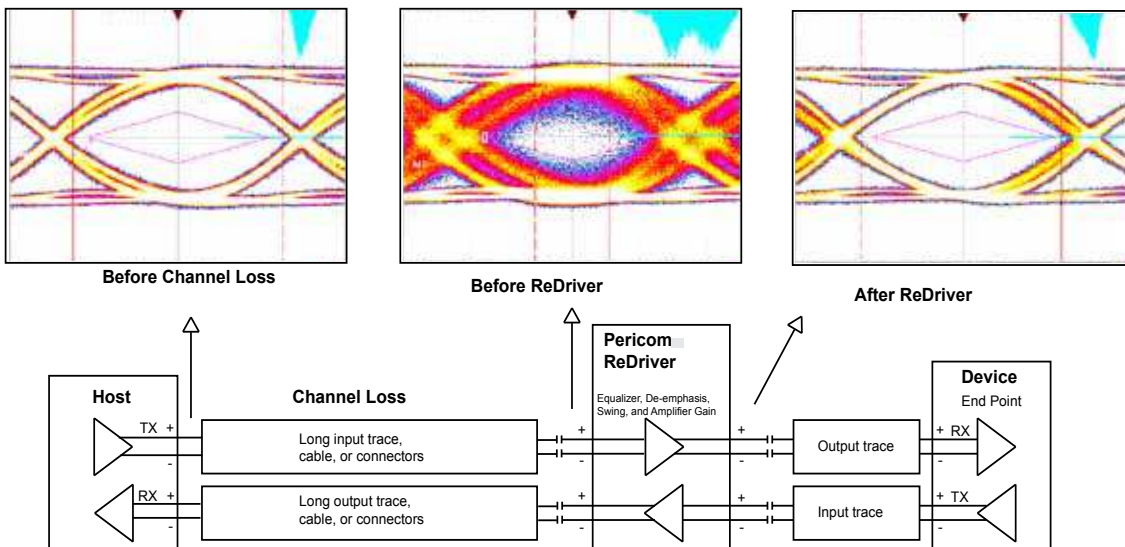 Before Channel Loss
Before ReDriver
After ReDriver
Pericom
ReDriver
Equalizer, De-emphasis,
Swing, and Amplifier Gain
Host
Channel Loss
Device
End Point
TX + 
-
Long input trace,
cable, or connectors
+
-
+
-
Output trace
+ RX
-
RX +
-
Long output trace,
cable, or connectors
+
-
+
-
Input trace
+ TX
-